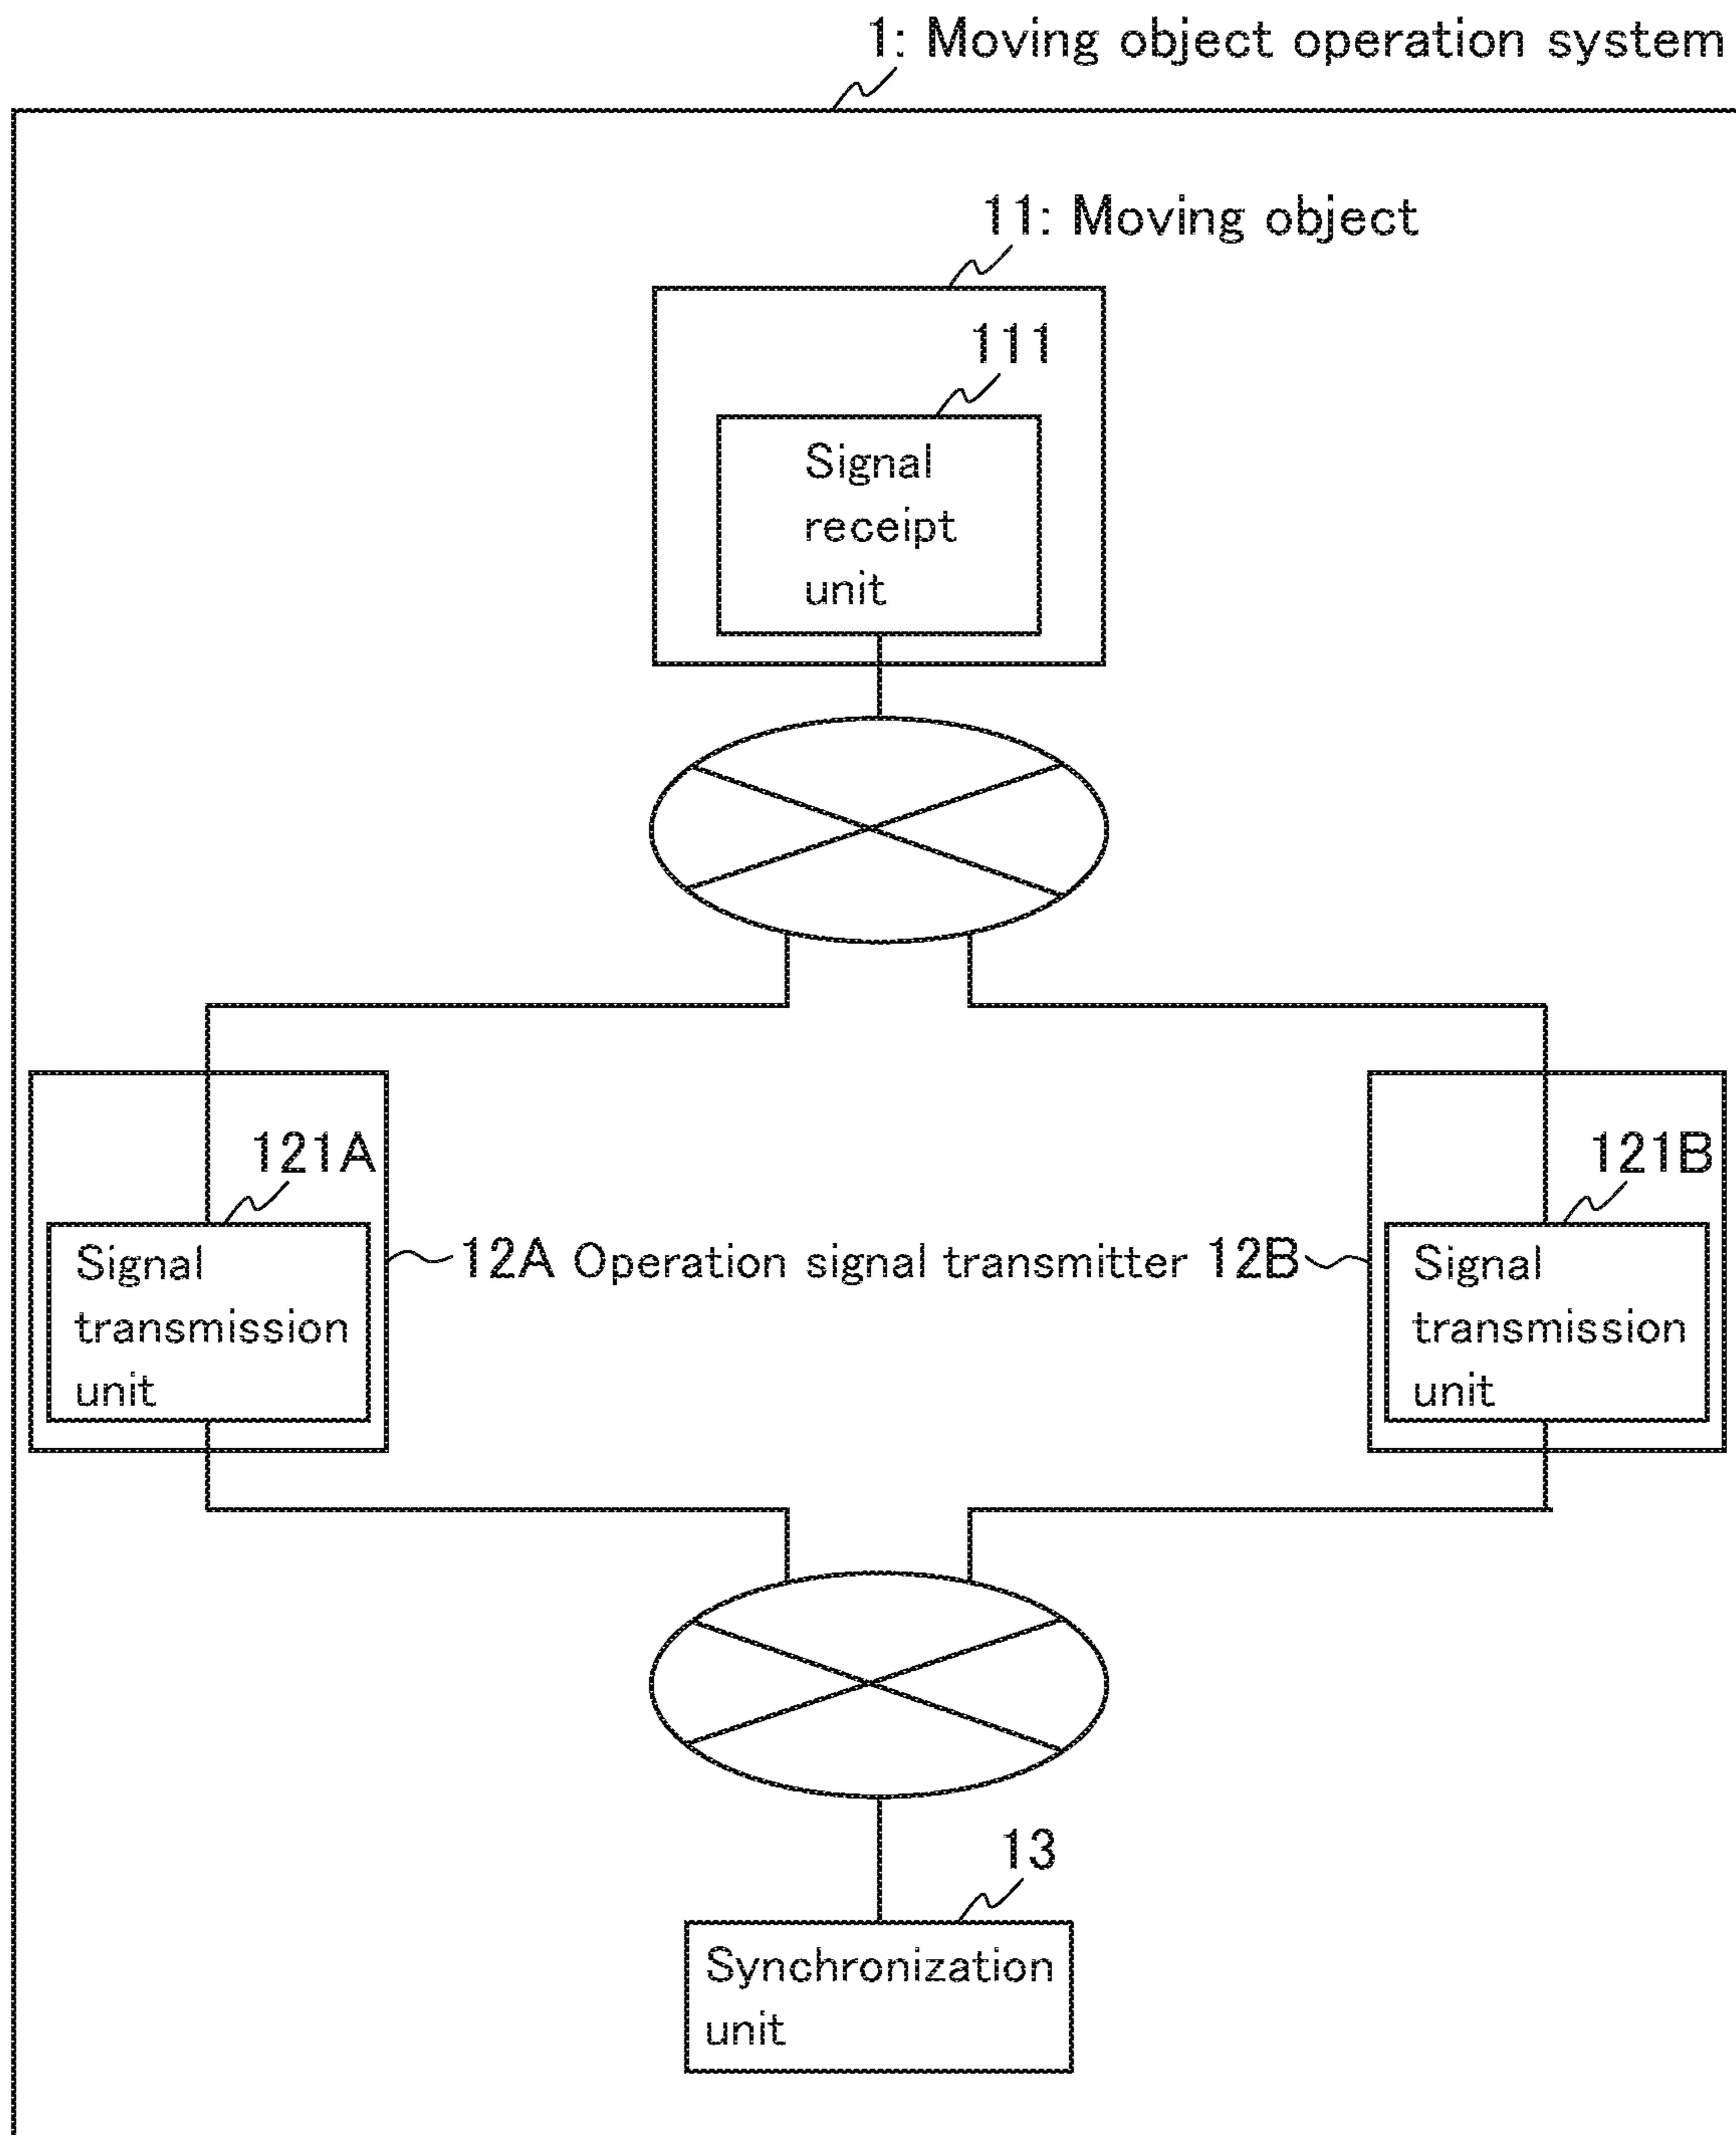 1: Moving object operation system
11: Moving object
111
Signal
receipt
unit
121A
Signal
transmission
unit
12A Operation signal transmitter 12B
121B
Signal
transmission
unit
13
Synchronization
unit